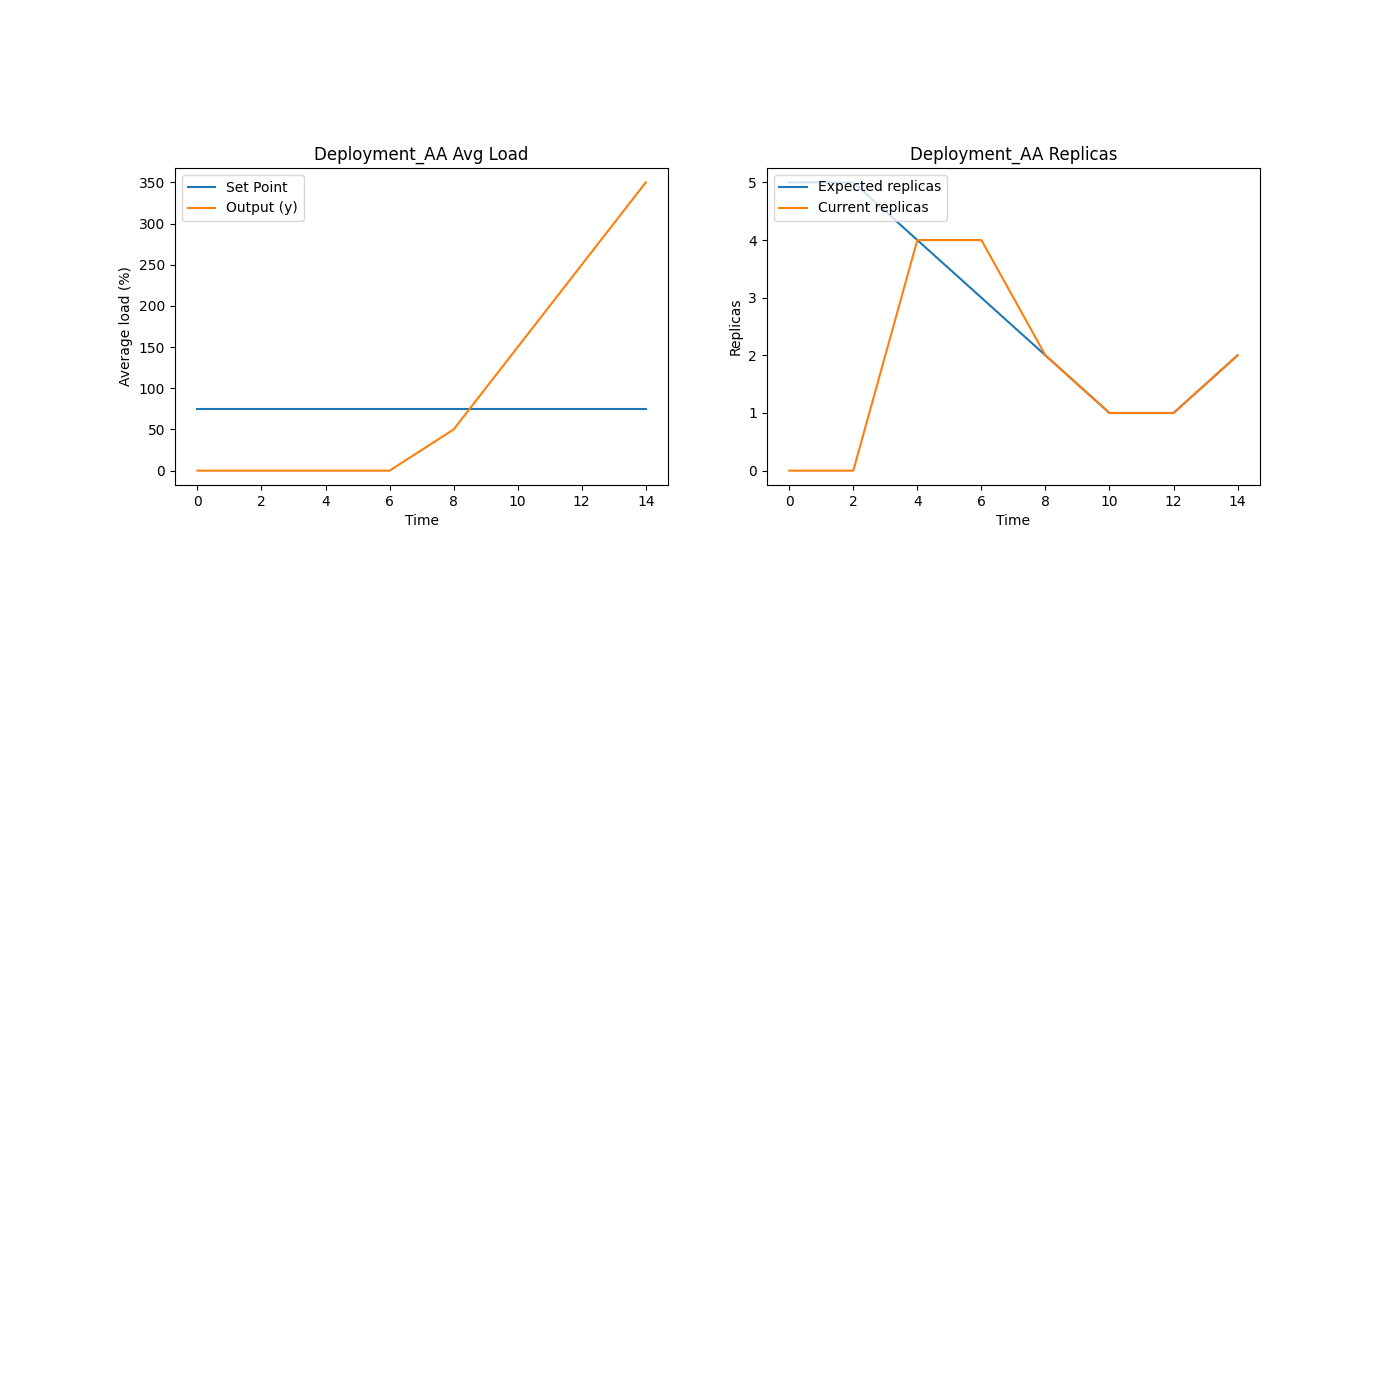 Deployment_AA Avg Load
Set Point
Output (y)
350
300
250
200
150
100
50
0
Average load (%)
0 2 4 6 8 10 12 14
Time
Deployment_AA Replicas
Expected replicas
Current replicas
5
4
3
2
1
0
Replicas
0 2 4 6 8 10 12 14
Time